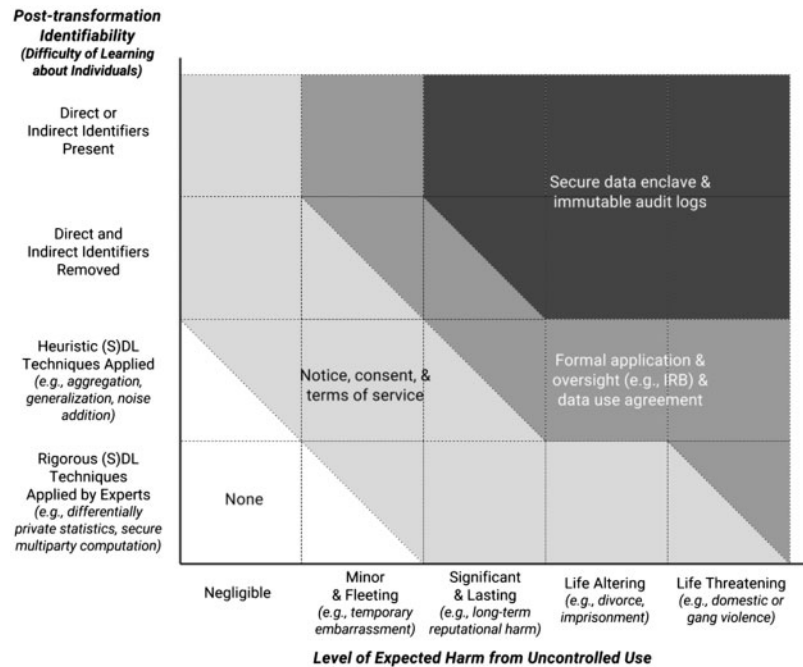 Post-transformation
Identifiability
(Difficulty of Learning
about Individuals)
Direct or
Indirect Identifiers
Present
Direct and
Indirect Identifiers
Removed
Heuristic (S)DL
Techniques Applied
(e.g., aggregation,
generalization, noise
addition)
Rigorous (S)DL
Techniques
Applied by Experts
(e.g., differentially
private statistics, secure
multiparty computation)
Secure data enclave &
immutable audit logs
Notice, consent, &
terms of service
Formal application &
oversight (e.g., IRB) &
data use agreement
None
Negligible
Minor
& Fleeting
(e.g., temporary
embarrassment)
Significant
& Lasting
(e.g., long-term
reputational harm)
Life Altering
(e.g., divorce,
imprisonment)
Life Threatening
(e.g., domestic or
gang violence)
Level of Expected Harm from Uncontrolled Use